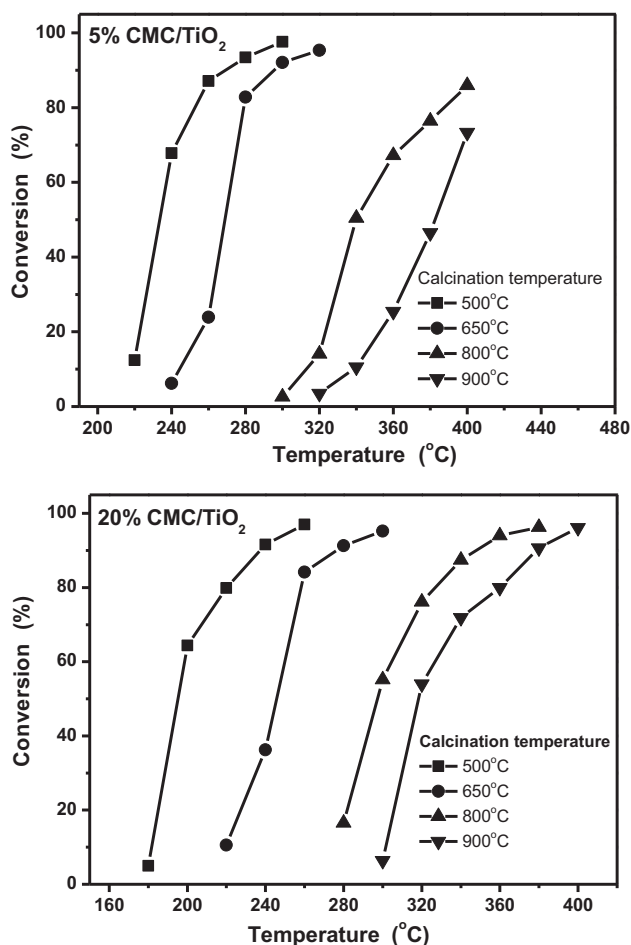 5% CMC/TiO₂
100
80
60
40
20
0
Conversion (%)
Calcination temperature
500°C
650°C
800°C
900°C
200 240 280 320 360 400 440 480
Temperature (°C)
20% CMC/TiO₂
100
80
60
40
20
0
Conversion (%)
Calcination temperature
500°C
650°C
800°C
900°C
160 200 240 280 320 360 400
Temperature (°C)